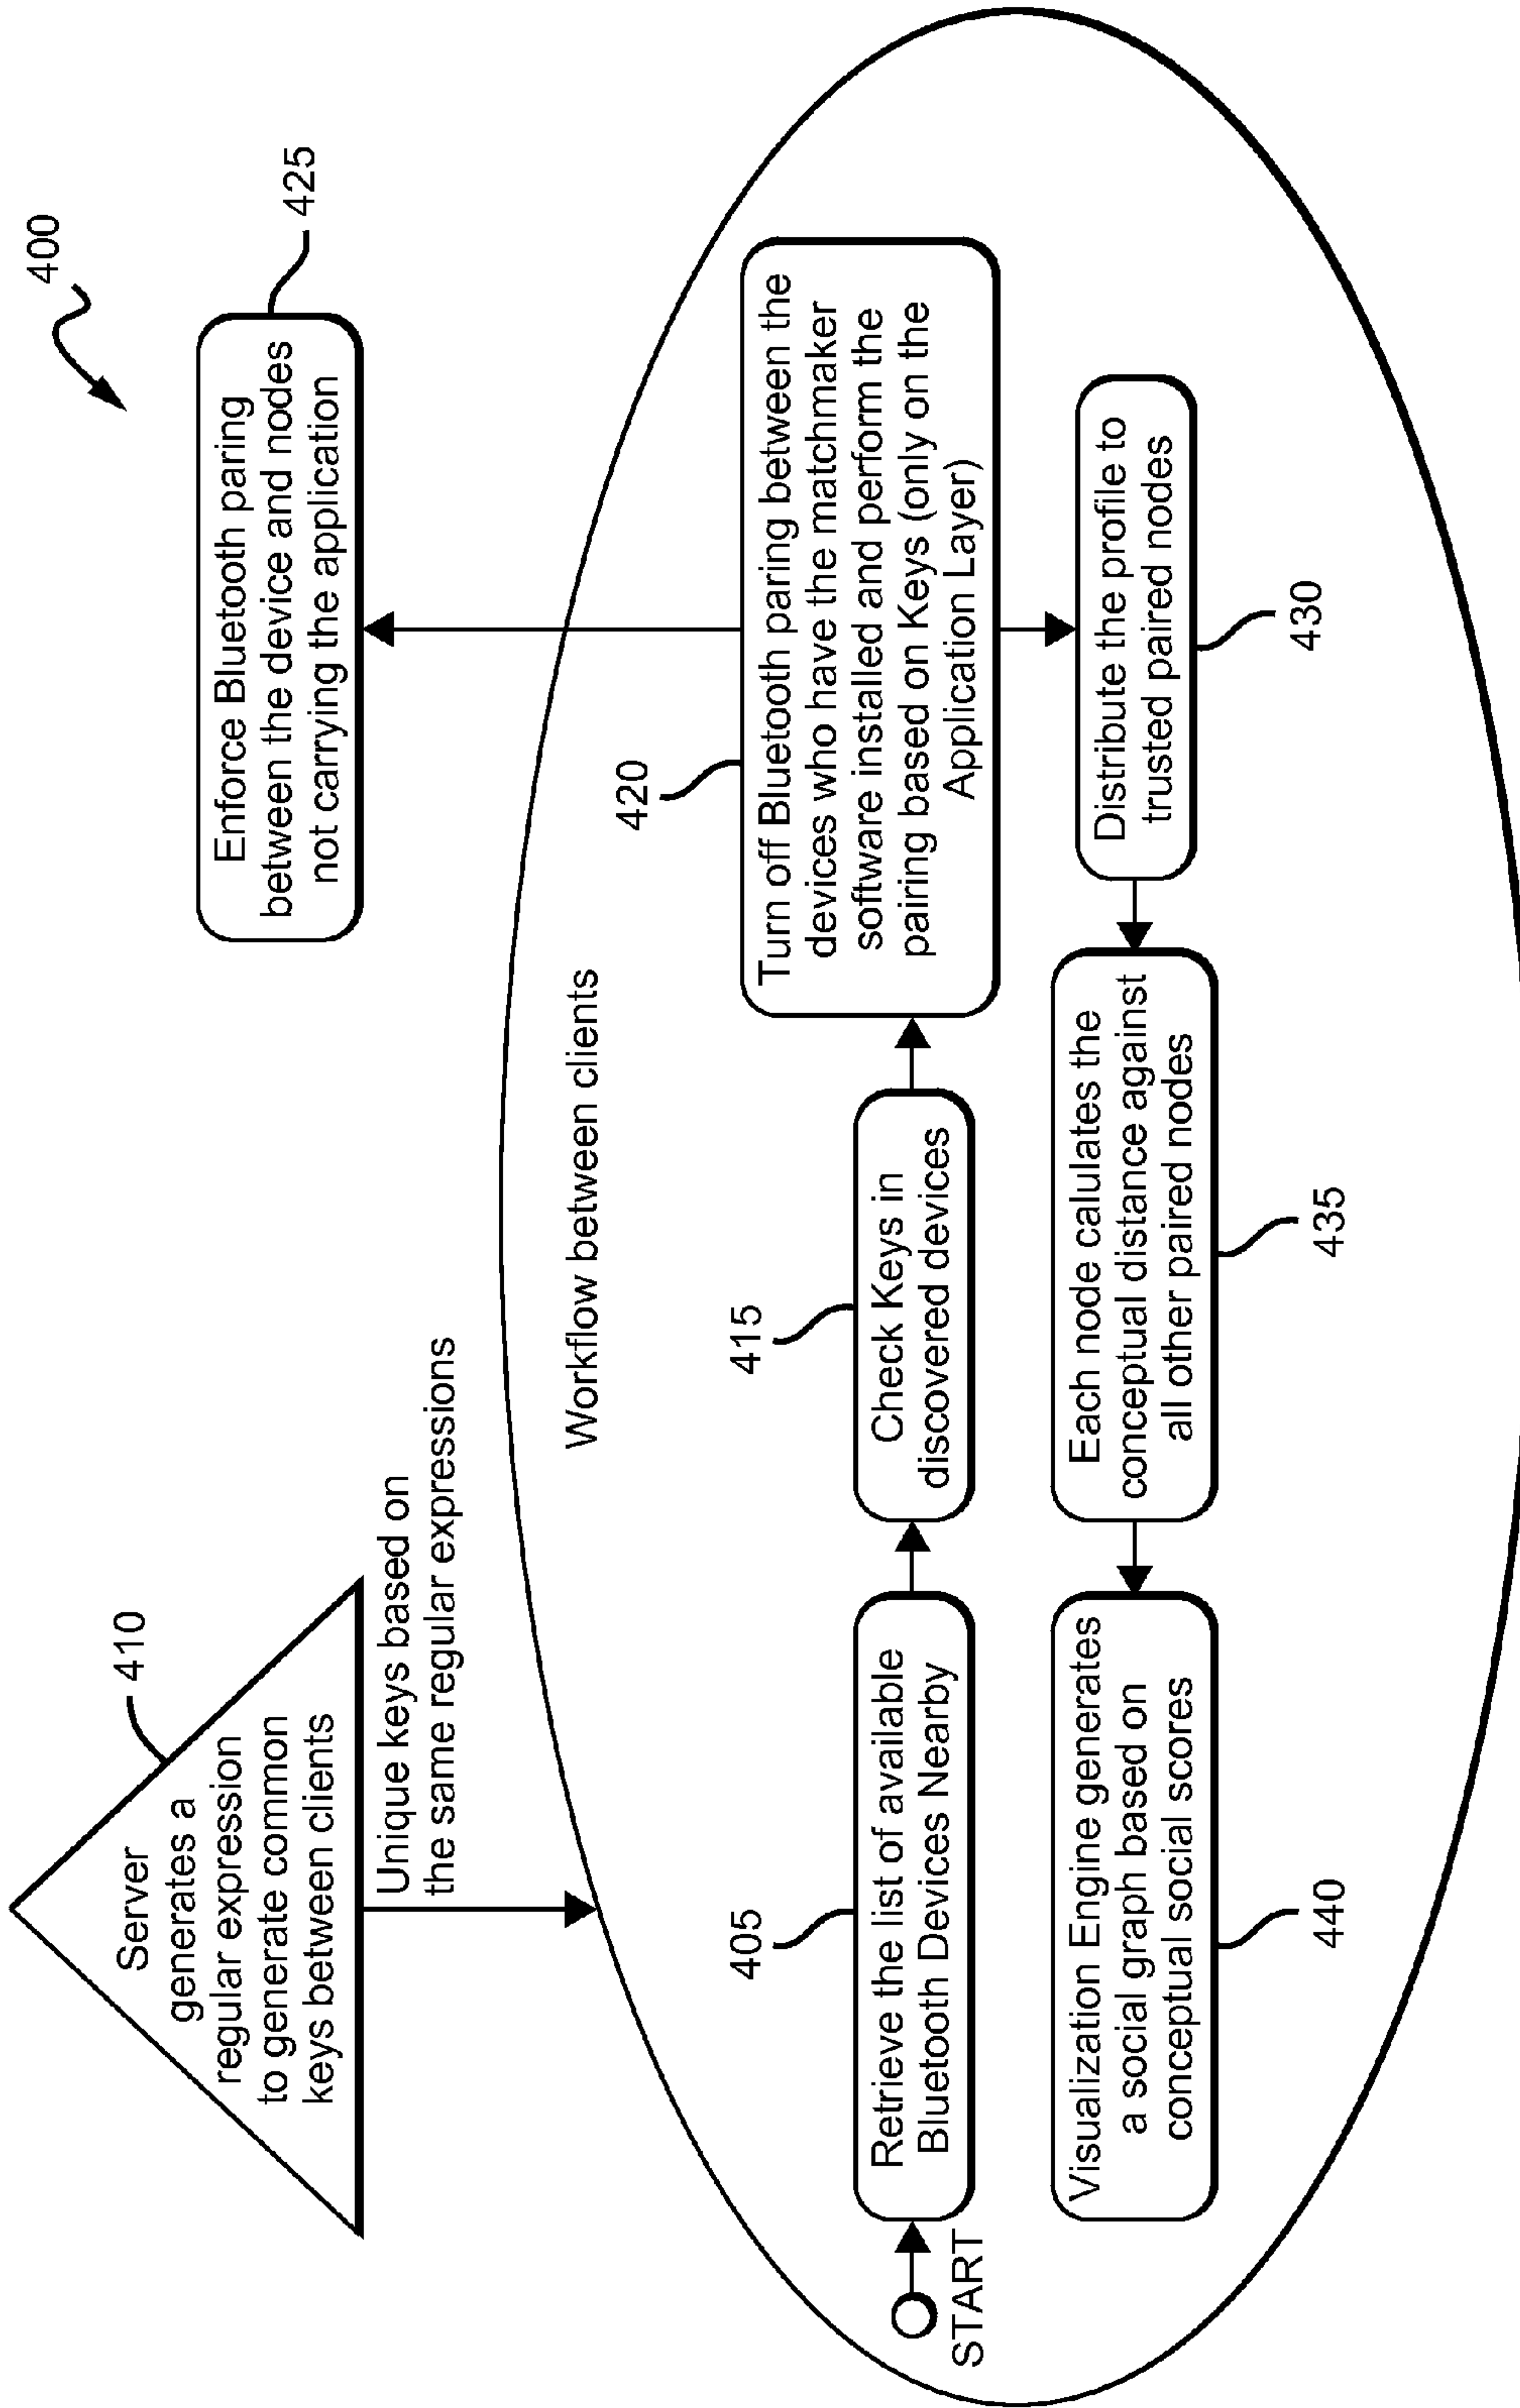 400
Server
generates a
regular expression
to generate common
keys between clients
410
Unique keys based on
the same regular expressions
Enforce Bluetooth paring
between the device and nodes
not carrying the application
425
Workflow between clients
START
405
Retrieve the list of available
Bluetooth Devices Nearby
415
Check Keys in
discovered devices
420
Turn off Bluetooth paring between the
devices who have the matchmaker
software installed and perform the
pairing based on Keys (only on the
Application Layer)
Distribute the profile to
trusted paired nodes
430
Each node calulates the
conceptual distance against
all other paired nodes
435
Visualization Engine generates
a social graph based on
conceptual social scores
440